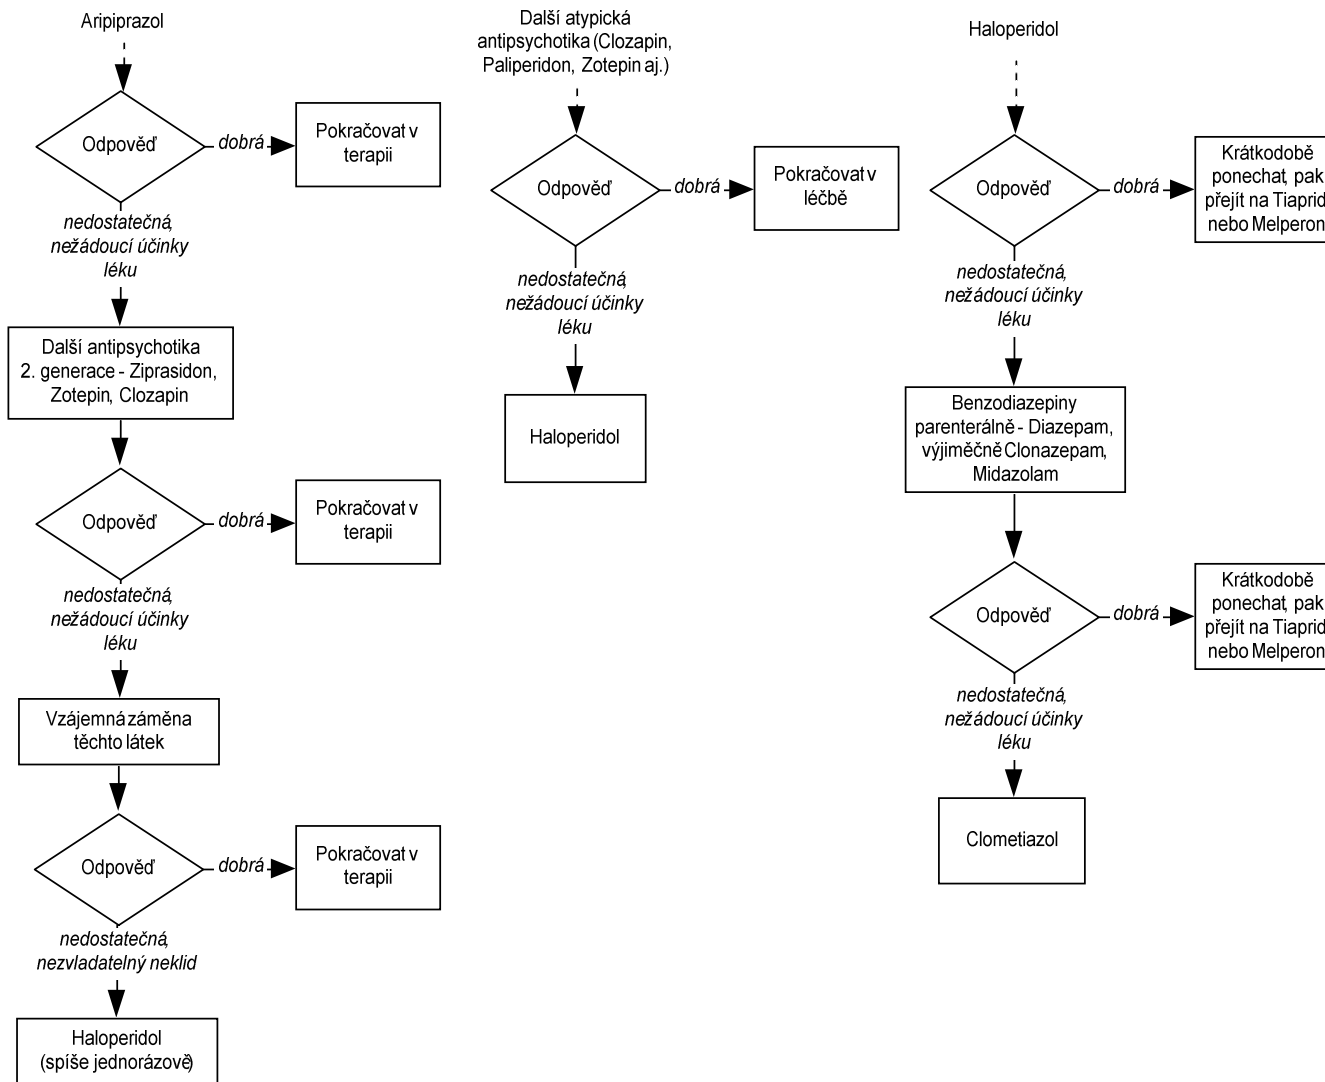 Aripiprazol
Odpověď
dobrá
Pokračovat v
terapii
nedostatečná,
nežádoucí účinky
léku
Další antipsychotika
2. generace - Ziprasidon,
Zotepin, Clozapin
Odpověď
dobrá
Pokračovat v
terapii
nedostatečná,
nežádoucí účinky
léku
Vzájemná záměna
těchto látek
Odpověď
dobrá
Pokračovat v
terapii
nedostatečná,
nezvladatelný neklid
Haloperidol
(spíše jednorázově)
Další atypická
antipsychotika (Clozapin,
Paliperidon, Zotepin aj.)
Odpověď
dobrá
Pokračovat v
léčbě
nedostatečná,
nežádoucí účinky
léku
Haloperidol
Haloperidol
Odpověď
dobrá
Krátkodobě
ponechat, pak
přejít na Tiaprid
nebo Melperon
nedostatečná,
nežádoucí účinky
léku
Benzodiazepiny
parenterálně - Diazepam,
výjiměčně Clonazepam,
Midazolam
Odpověď
dobrá
Krátkodobě
ponechat, pak
přejít na Tiaprid
nebo Melperon
nedostatečná,
nežádoucí účinky
léku
Clometiazol